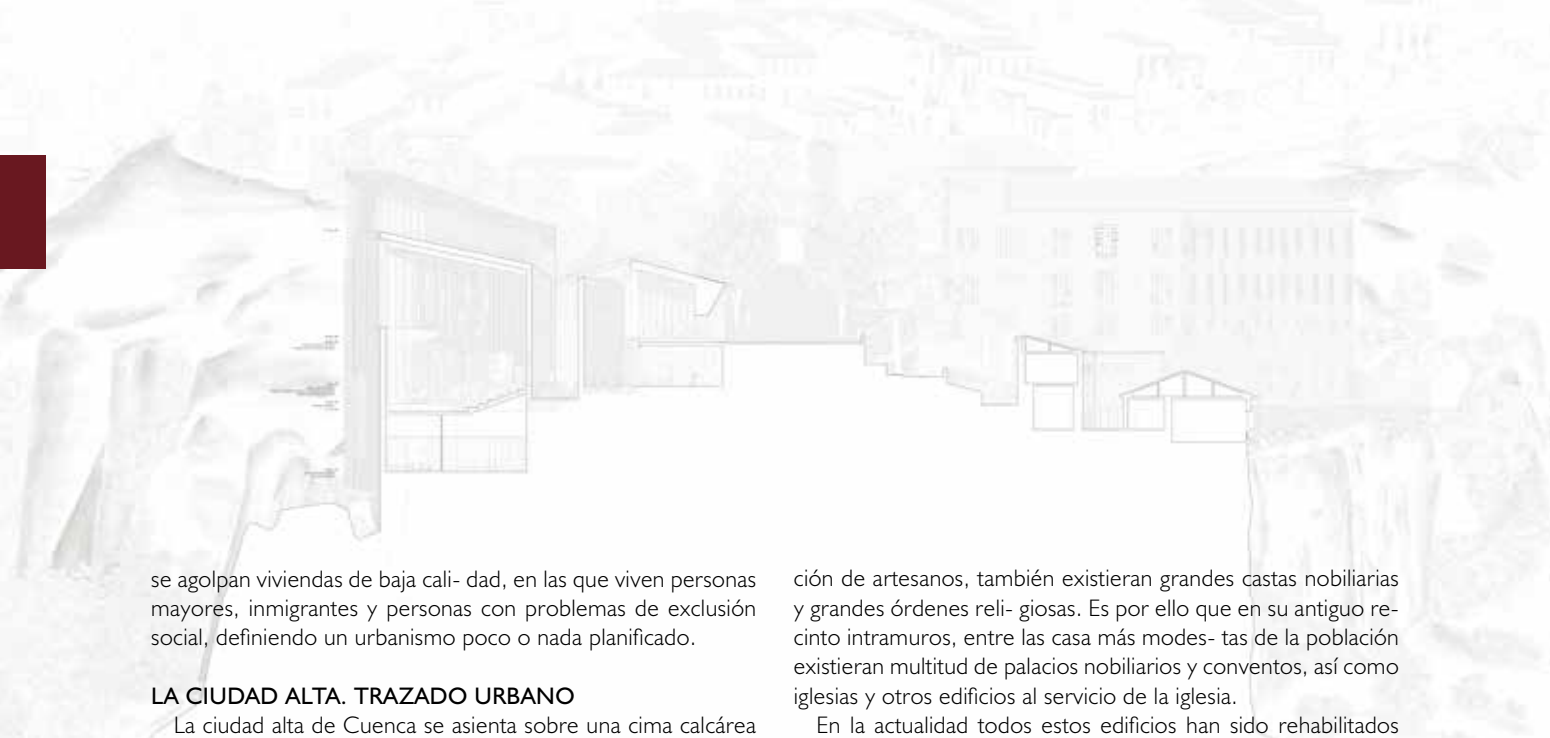 se agolpan viviendas de baja cali- dad, en las que viven personas
mayores, inmigrantes y personas con problemas de exclusión
social, definiendo un urbanismo poco o nada planificado.
LA CIUDAD ALTA. TRAZADO URBANO
La ciudad alta de Cuenca se asienta sobre una cima calcárea
ción de artesanos, también existieran grandes castas nobiliarias
y grandes órdenes reli- giosas. Es por ello que en su antiguo re-
cinto intramuros, entre las casa más modes- tas de la población
existieran multitud de palacios nobiliarios y conventos, así como
iglesias y otros edificios al servicio de la iglesia.
En la actualidad todos estos edificios han sido rehabilitados